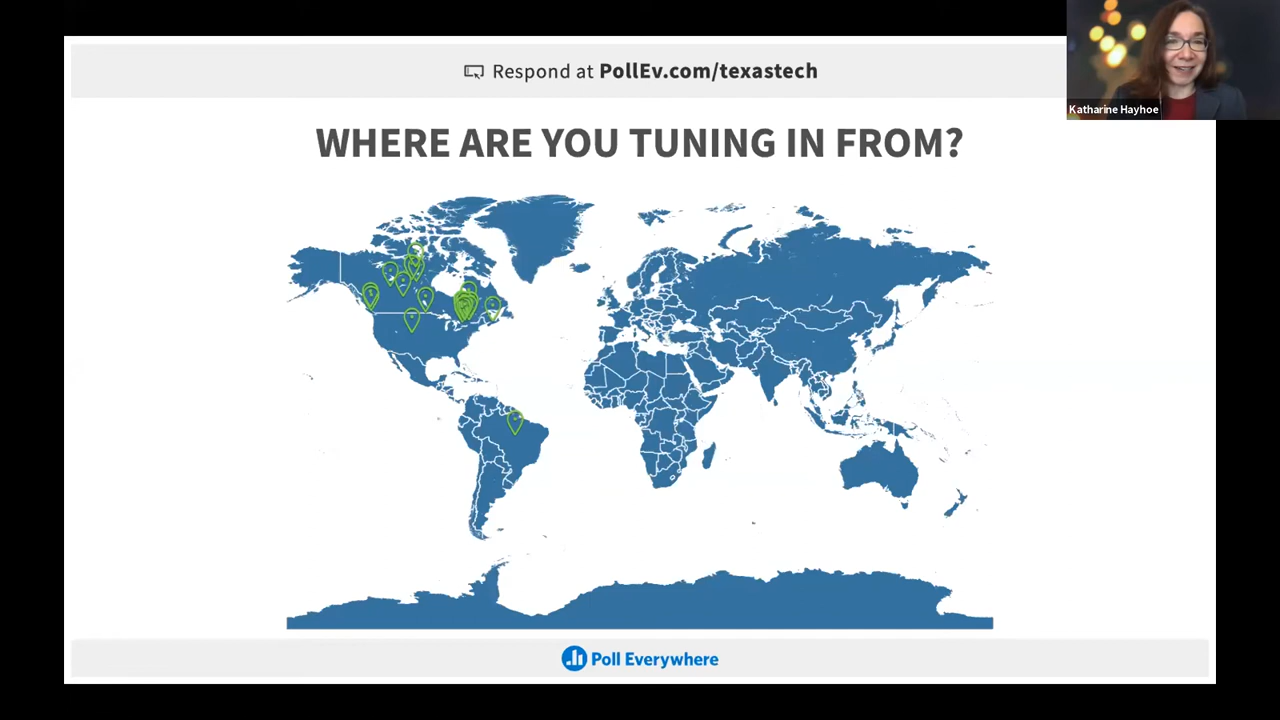 Respond at PollEv.com/texastech
Katharine Hayhoe
WHERE ARE YOU TUNING IN FROM?
Poll Everywhere